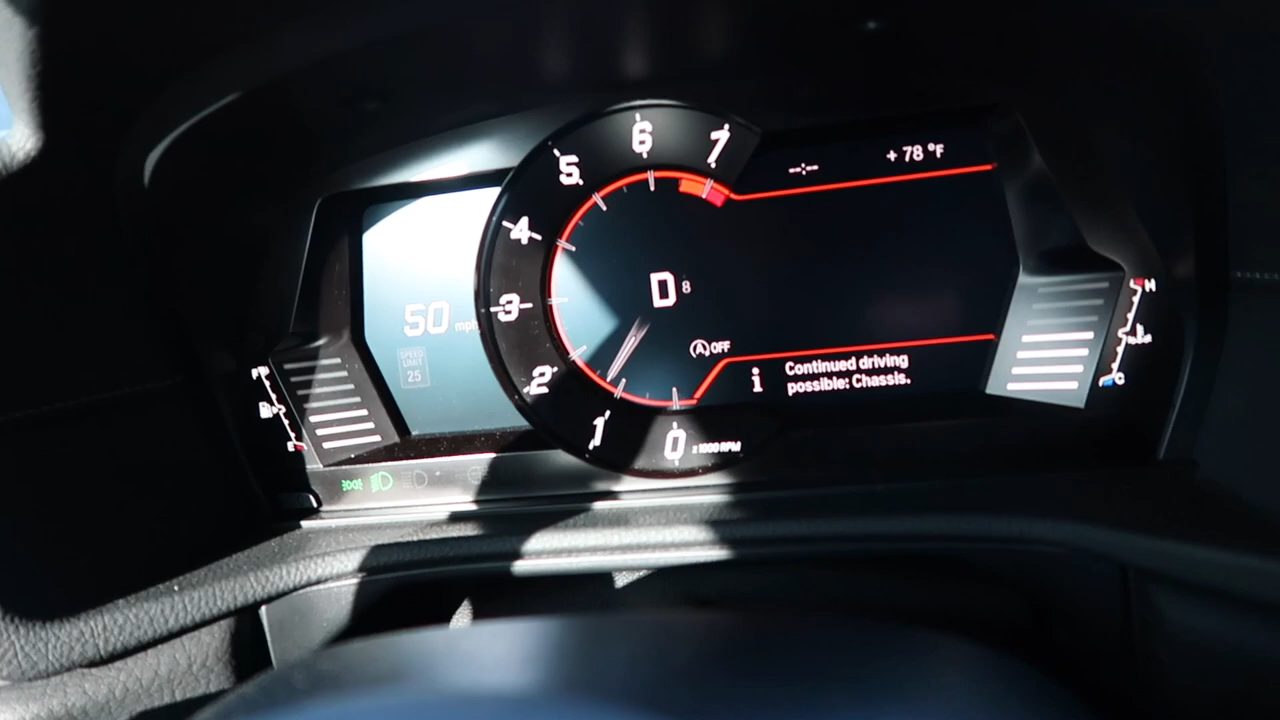 5
6
7
--:--
+ 78 °F
4
D 8
3
50 mph
SPEED
LIMIT
25
(A) OFF
2
i Continued driving
possible: Chassis.
1
0 x 1000 RPM
F
E
H
C